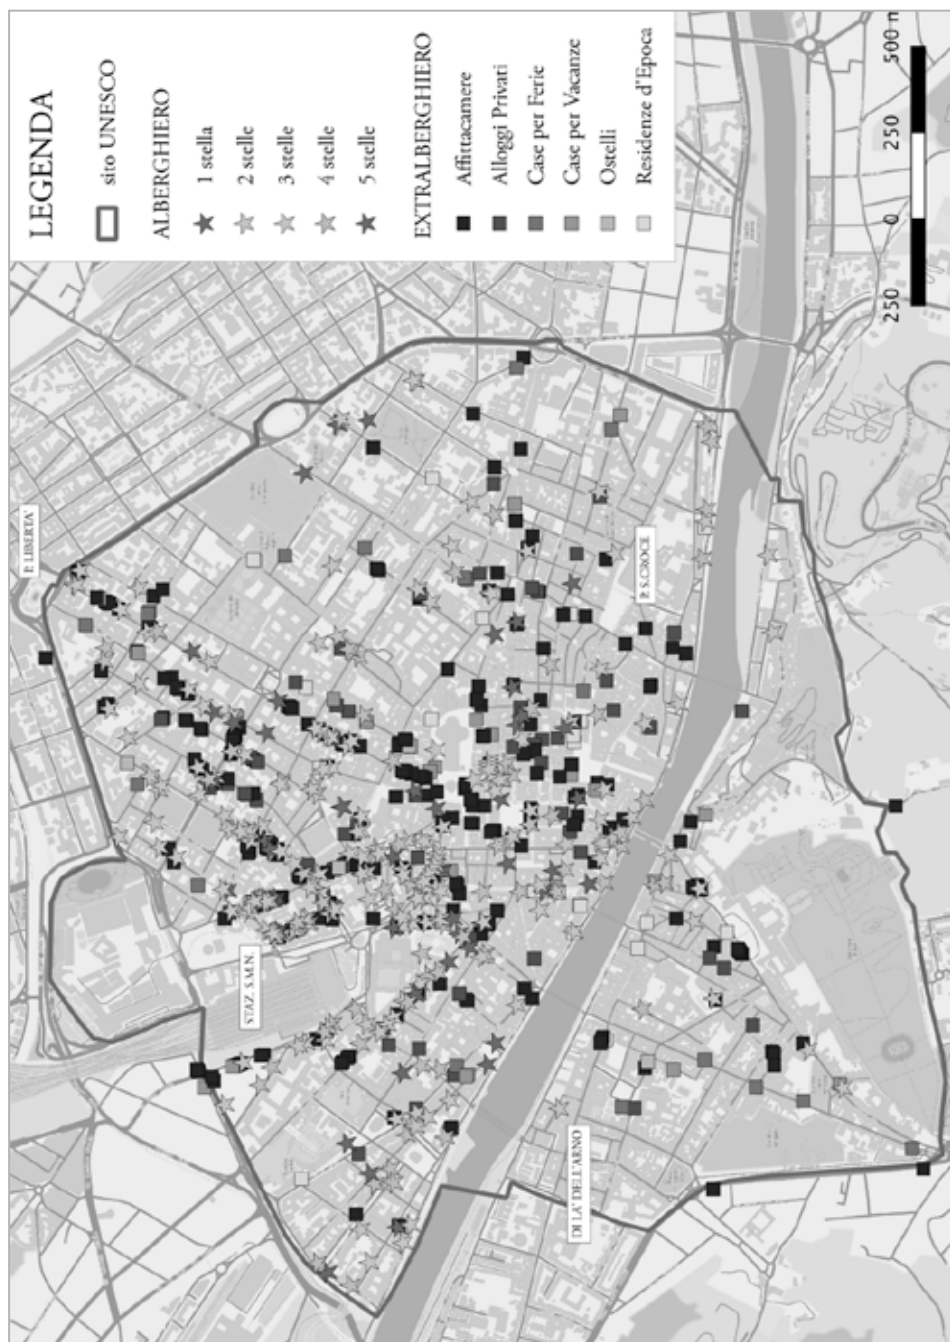 LEGENDA
sito UNESCO
ALBERGHIERO
1 stella
2 stelle
3 stelle
4 stelle
5 stelle
EXTRALBERGHIERO
Affittacamere
Alloggi Privati
Case per Ferie
Case per Vacanze
Ostelli
Residenze d'Epoca
250 0 250 500 m
P. LIBERTA'
STAZ. S.M.N.
P. S.CROCE
DI LA' DELL'ARNO